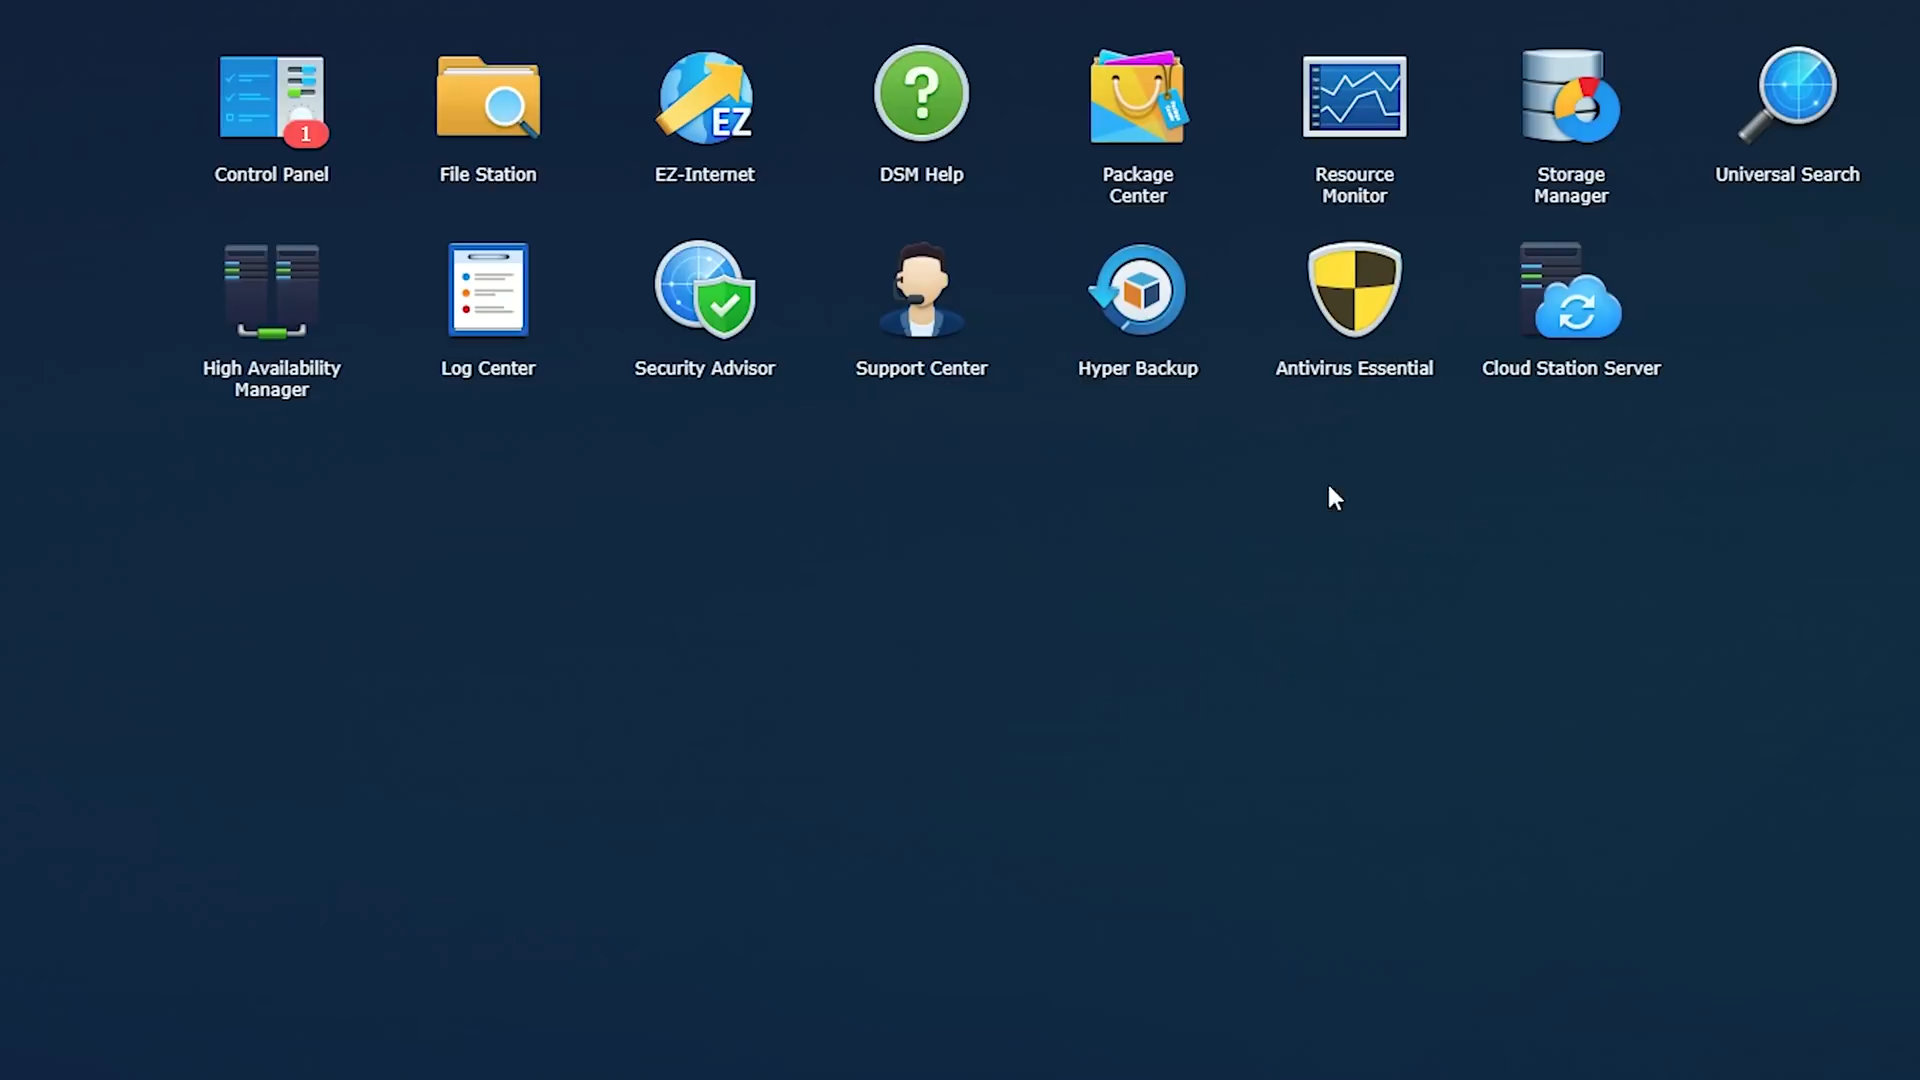 1
EZ
Control Panel
File Station
EZ-Internet
DSM Help
Package
Center
Resource
Monitor
Storage
Manager
Universal Search
High Availability
Manager
Log Center
Security Advisor
Support Center
Hyper Backup
Antivirus Essential
Cloud Station Server